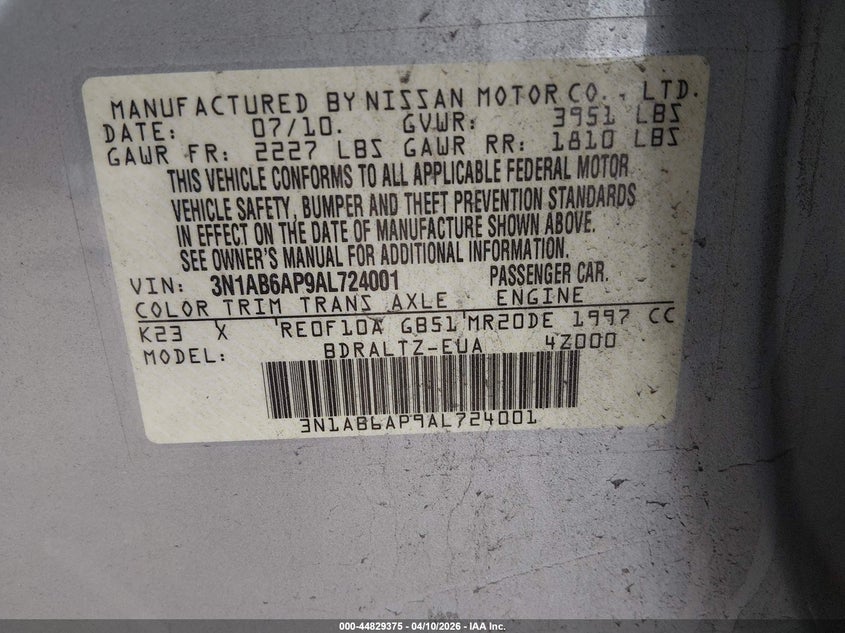 MANUFACTURED BY NISSAN MOTOR CO., LTD.
DATE: 07/10. GVWR: 3951 LBS
GAWR FR: 2227 LBS GAWR RR: 1810 LBS
THIS VEHICLE CONFORMS TO ALL APPLICABLE FEDERAL MOTOR
VEHICLE SAFETY, BUMPER AND THEFT PREVENTION STANDARDS
IN EFFECT ON THE DATE OF MANUFACTURE SHOWN ABOVE.
SEE OWNER'S MANUAL FOR ADDITIONAL INFORMATION.
VIN: 3N1AB6AP9AL724001 PASSENGER CAR.
COLOR TRIM TRANS AXLE ENGINE
K23 X RE0F10A GB51 MR20DE 1997 CC
MODEL: BDRALTZ-EUA 4Z000
3N1AB6AP9AL724001
000-44829375 - 04/10/2026 - IAA Inc.